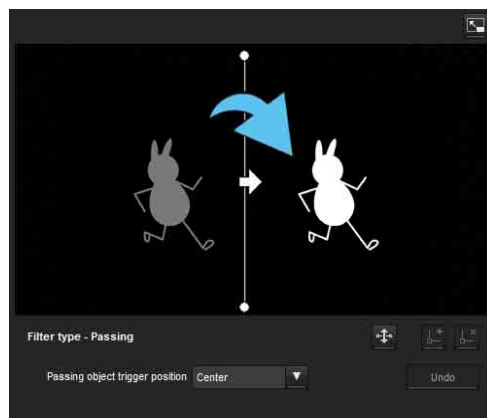 Filter type - Passing
Passing object trigger position Center
Undo